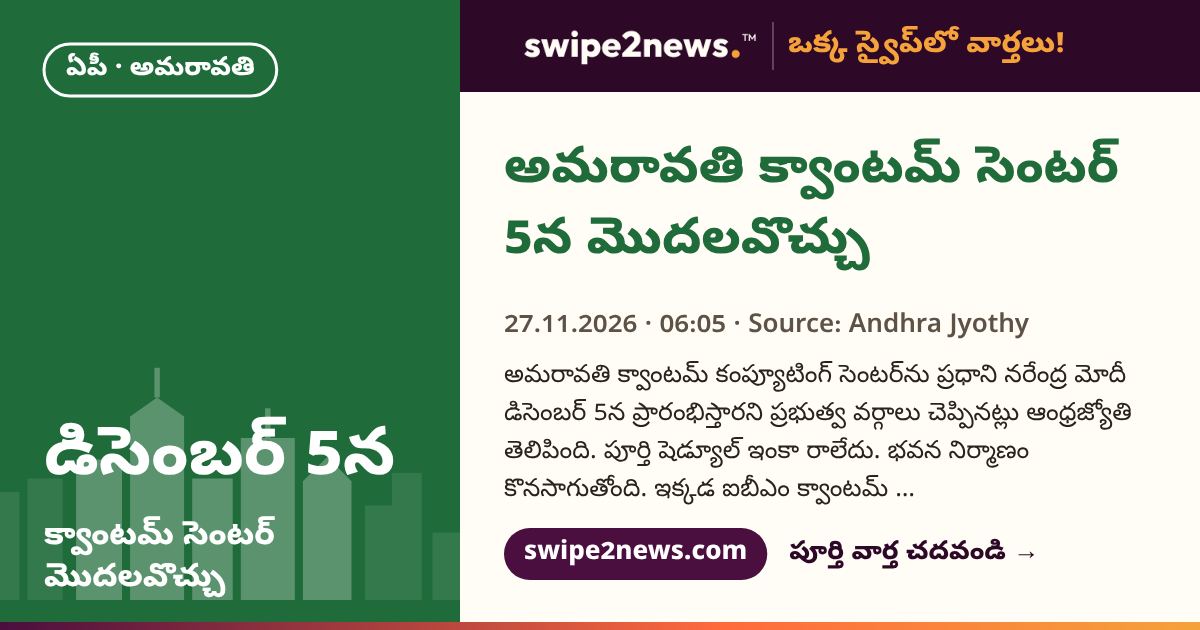 ఏపీ · అమరావతి
డిసెంబర్ 5న
క్వాంటమ్ సెంటర్
మొదలవొచ్చు
swipe2news.™ ఒక్క స్వైప్‌లో వార్తలు!
అమరావతి క్వాంటమ్ సెంటర్
5న మొదలవొచ్చు
27.11.2026 · 06:05 · Source: Andhra Jyothy
అమరావతి క్వాంటమ్ కంప్యూటింగ్ సెంటర్‌ను ప్రధాని నరేంద్ర మోదీ
డిసెంబర్ 5న ప్రారంభిస్తారని ప్రభుత్వ వర్గాలు చెప్పినట్లు ఆంధ్రజ్యోతి
తెలిపింది. పూర్తి షెడ్యూల్ ఇంకా రాలేదు. భవన నిర్మాణం
కొనసాగుతోంది. ఇక్కడ ఐబీఎం క్వాంటమ్ ...
swipe2news.com పూర్తి వార్త చదవండి →